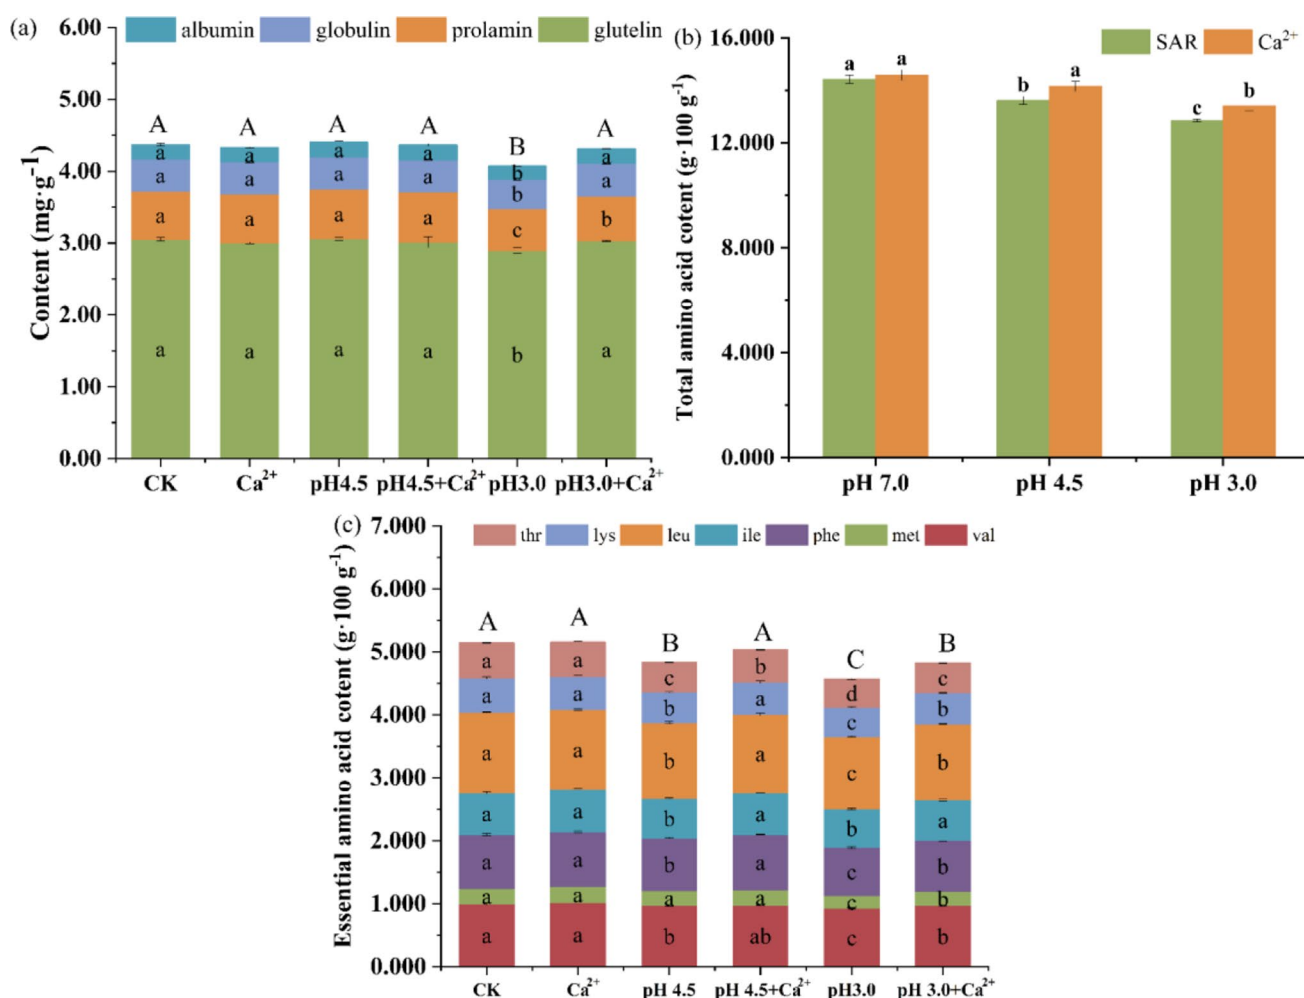 (a)
albumin globulin prolamin glutelin
Content (mg·g⁻¹)
6.00
5.00
4.00
3.00
2.00
1.00
0.00
A A A A B A
a a a a b a
a a a a b a
a a a a c b
a a a a b a
CK Ca²⁺ pH4.5 pH4.5+Ca²⁺ pH3.0 pH3.0+Ca²⁺
(b)
SAR Ca²⁺
Total amino acid cotent (g·100 g⁻¹)
16.000
12.000
8.000
4.000
0.000
a a b a c b
pH 7.0 pH 4.5 pH 3.0
(c)
thr lys leu ile phe met val
Essential amino acid cotent (g·100 g⁻¹)
7.000
6.000
5.000
4.000
3.000
2.000
1.000
0.000
A A B A C B
a a c b d c
a a b a c b
a a b a c b
a a b a b a
a a b a c b
a a a a c b
a a b ab c b
CK Ca²⁺ pH 4.5 pH 4.5+Ca²⁺ pH3.0 pH 3.0+Ca²⁺